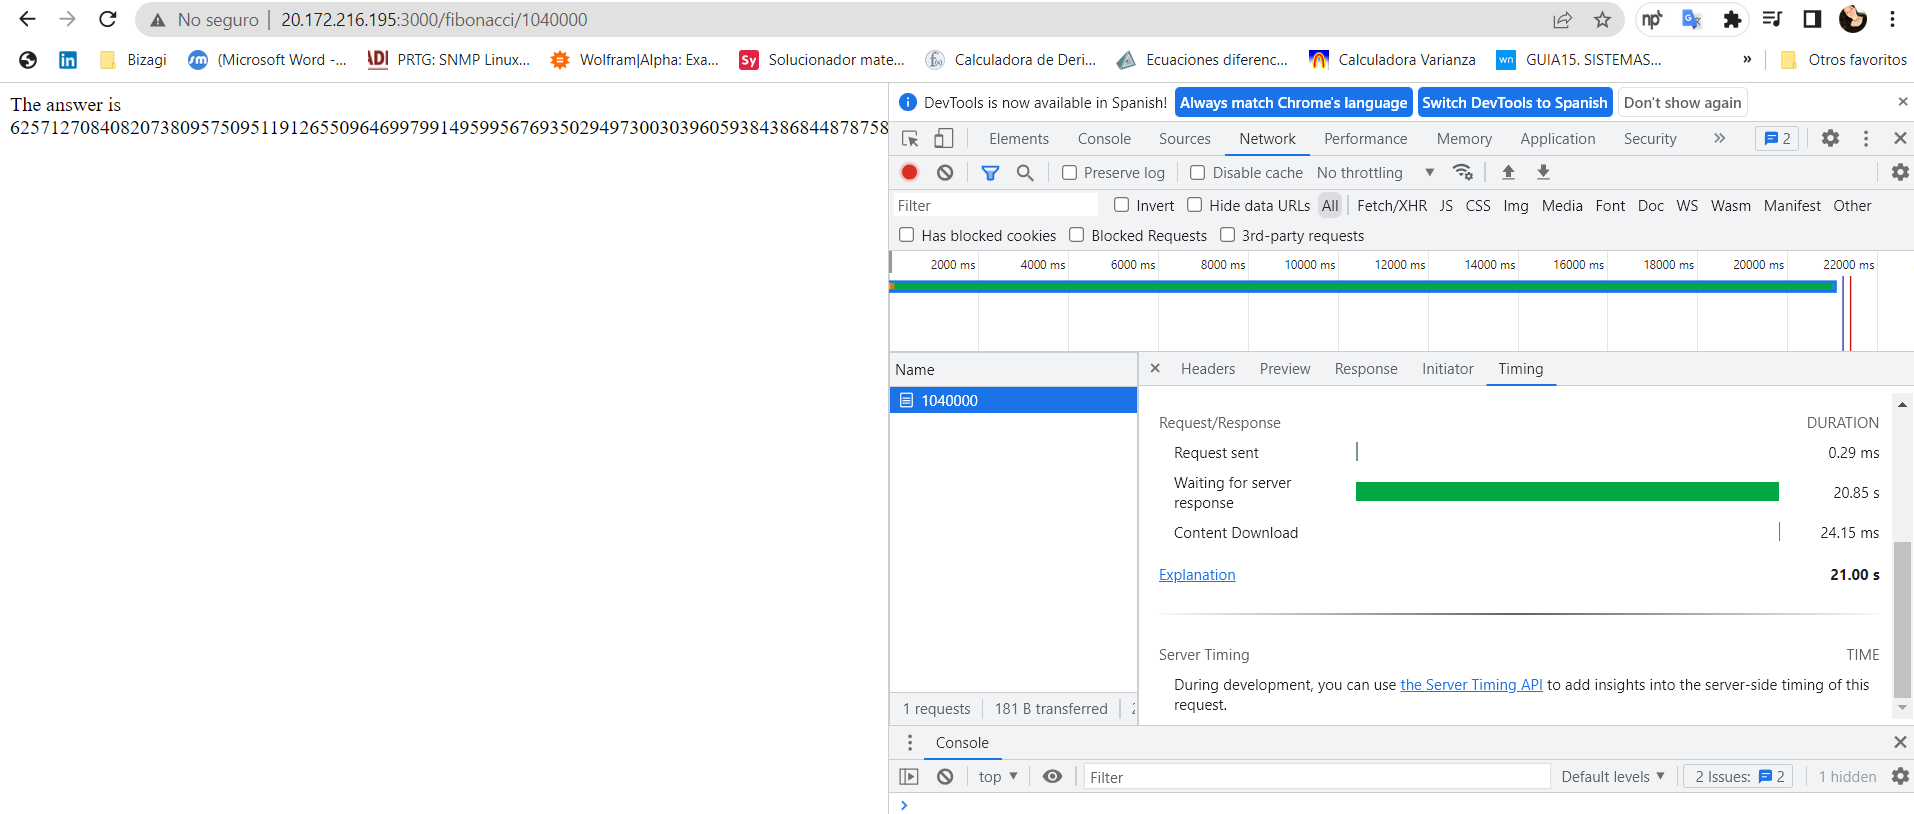 No seguro | 20.172.216.195:3000/fibonacci/1040000
Bizagi (Microsoft Word -... PRTG: SNMP Linux... Wolfram|Alpha: Exa... Solucionador mate... Calculadora de Deri... Ecuaciones diferenc... Calculadora Varianza GUIA15. SISTEMAS... » Otros favoritos
The answer is
DevTools is now available in Spanish! Always match Chrome's language Switch DevTools to Spanish Don't show again
Elements Console Sources Network Performance Memory Application Security » 2
Preserve log Disable cache No throttling
Filter Invert Hide data URLs All Fetch/XHR JS CSS Img Media Font Doc WS Wasm Manifest Other
Has blocked cookies Blocked Requests 3rd-party requests
2000 ms 4000 ms 6000 ms 8000 ms 10000 ms 12000 ms 14000 ms 16000 ms 18000 ms 20000 ms 22000 ms
Name
1040000
1 requests 181 B transferred
Headers Preview Response Initiator Timing
Request/Response DURATION
Request sent 0.29 ms
Waiting for server
response 20.85 s
Content Download 24.15 ms
Explanation 21.00 s
Server Timing TIME
During development, you can use the Server Timing API to add insights into the server-side timing of this
request.
Console
top Filter Default levels 2 Issues: 2 1 hidden